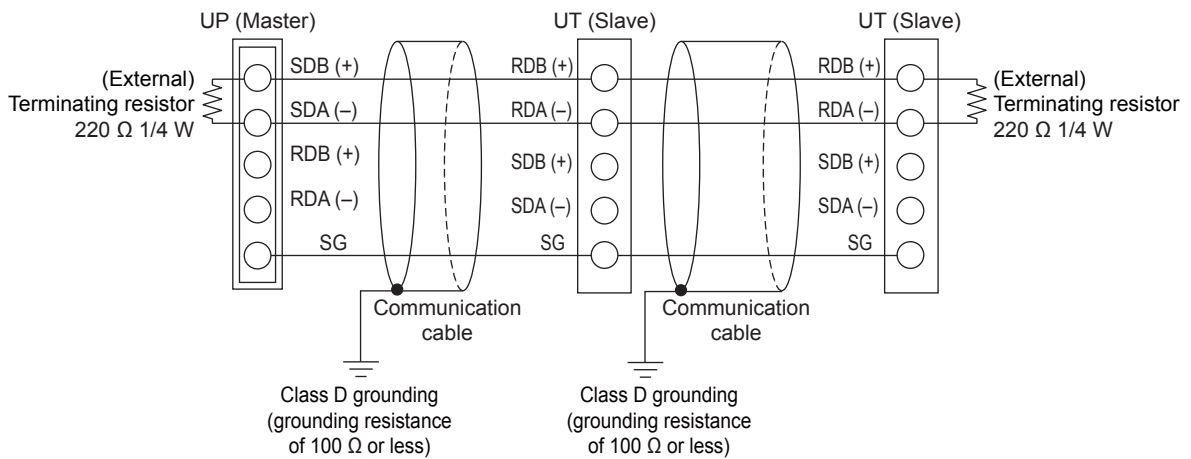 UP (Master)
UT (Slave)
UT (Slave)
(External)
Terminating resistor
220 Ω 1/4 W
SDB (+)
SDA (–)
RDB (+)
RDA (–)
SG
RDB (+)
RDA (–)
SDB (+)
SDA (–)
SG
RDB (+)
RDA (–)
SDB (+)
SDA (–)
SG
(External)
Terminating resistor
220 Ω 1/4 W
Communication
cable
Communication
cable
Class D grounding
(grounding resistance
of 100 Ω or less)
Class D grounding
(grounding resistance
of 100 Ω or less)